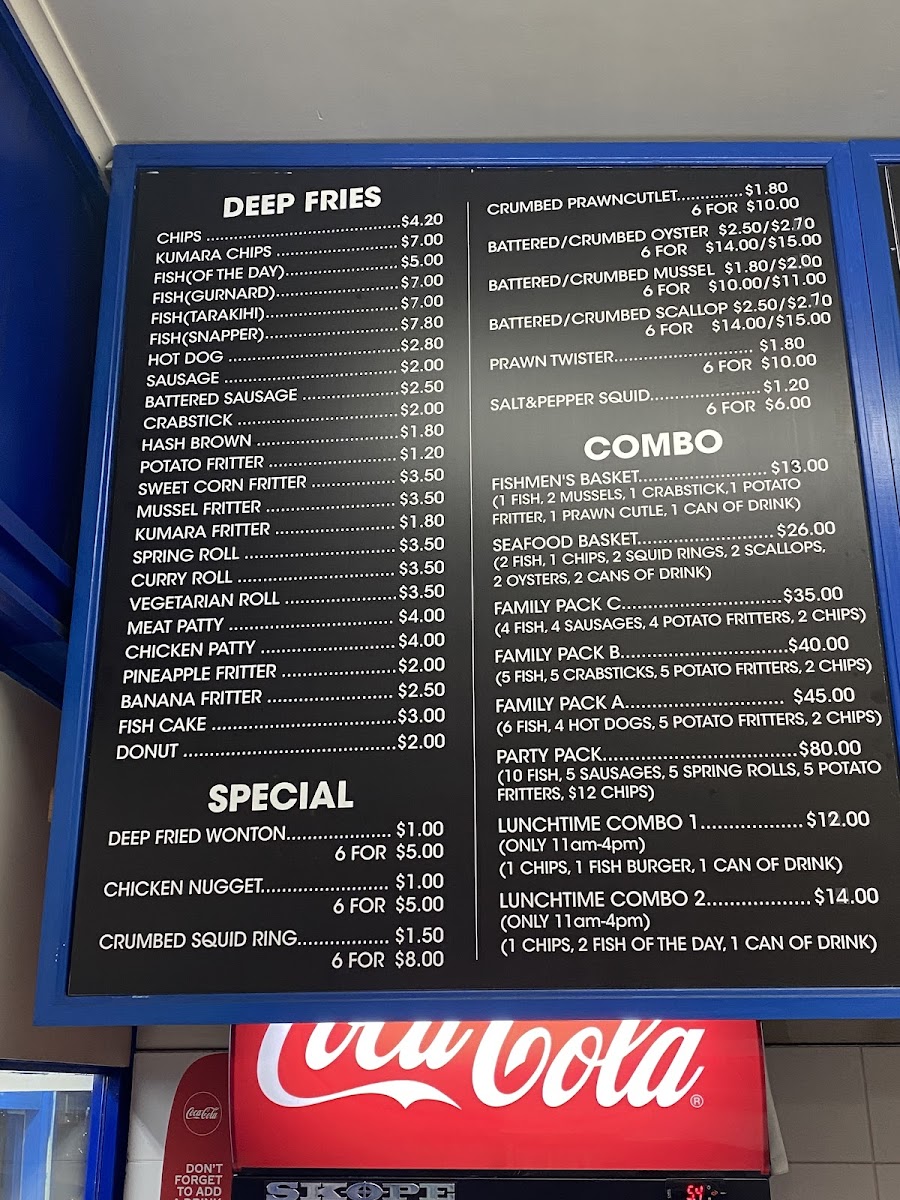 DEEP FRIES
CHIPS ...............................$4.20
KUMARA CHIPS ...................$7.00
FISH(OF THE DAY)..................$5.00
FISH(GURNARD)...................$7.00
FISH(TARAKIHI).....................$7.00
FISH(SNAPPER).....................$7.80
HOT DOG ..........................$2.80
SAUSAGE ...........................$2.00
BATTERED SAUSAGE ..............$2.50
CRABSTICK .........................$2.00
HASH BROWN .....................$1.80
POTATO FRITTER ...................$1.20
SWEET CORN FRITTER ............$3.50
MUSSEL FRITTER ...................$3.50
KUMARA FRITTER ..................$1.80
SPRING ROLL .......................$3.50
CURRY ROLL ........................$3.50
VEGETARIAN ROLL ................$3.50
MEAT PATTY .........................$4.00
CHICKEN PATTY ....................$4.00
PINEAPPLE FRITTER ................$2.00
BANANA FRITTER ..................$2.50
FISH CAKE ...........................$3.00
DONUT ..............................$2.00
SPECIAL
DEEP FRIED WONTON.................. $1.00
6 FOR $5.00
CHICKEN NUGGET...................... $1.00
6 FOR $5.00
CRUMBED SQUID RING................ $1.50
6 FOR $8.00
CRUMBED PRAWNCUTLET.............$1.80
6 FOR $10.00
BATTERED/CRUMBED OYSTER $2.50/$2.70
6 FOR $14.00/$15.00
BATTERED/CRUMBED MUSSEL $1.80/$2.00
6 FOR $10.00/$11.00
BATTERED/CRUMBED SCALLOP $2.50/$2.70
6 FOR $14.00/$15.00
PRAWN TWISTER........................... $1.80
6 FOR $10.00
SALT&PEPPER SQUID...................... $1.20
6 FOR $6.00
COMBO
FISHMEN'S BASKET......................... $13.00
(1 FISH, 2 MUSSELS, 1 CRABSTICK,1 POTATO
FRITTER, 1 PRAWN CUTLE, 1 CAN OF DRINK)
SEAFOOD BASKET..........................$26.00
(2 FISH, 1 CHIPS, 2 SQUID RINGS, 2 SCALLOPS,
2 OYSTERS, 2 CANS OF DRINK)
FAMILY PACK C..............................$35.00
(4 FISH, 4 SAUSAGES, 4 POTATO FRITTERS, 2 CHIPS)
FAMILY PACK B...............................$40.00
(5 FISH, 5 CRABSTICKS, 5 POTATO FRITTERS, 2 CHIPS)
FAMILY PACK A.............................. $45.00
(6 FISH, 4 HOT DOGS, 5 POTATO FRITTERS, 2 CHIPS)
PARTY PACK...................................$80.00
(10 FISH, 5 SAUSAGES, 5 SPRING ROLLS, 5 POTATO
FRITTERS, $12 CHIPS)
LUNCHTIME COMBO 1..................$12.00
(ONLY 11am-4pm)
(1 CHIPS, 1 FISH BURGER, 1 CAN OF DRINK)
LUNCHTIME COMBO 2..................$14.00
(ONLY 11am-4pm)
(1 CHIPS, 2 FISH OF THE DAY, 1 CAN OF DRINK)
Coca-Cola
®
Coca-Cola
DON'T
FORGET
TO ADD
A DRINK
SKOPE